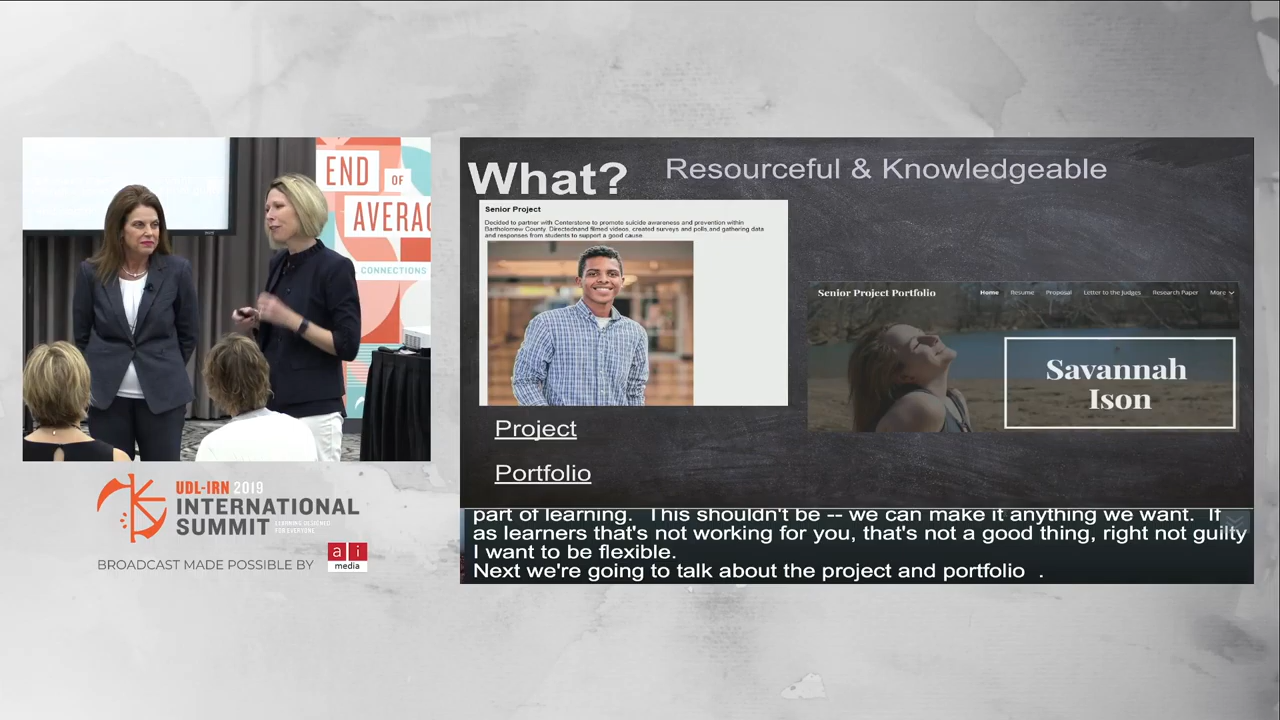 END
OF
AVERAG
CONNECTIONS
UDL-IRN 2019
INTERNATIONAL
SUMMIT
LEARNING DESIGNED
FOR EVERYONE
BROADCAST MADE POSSIBLE BY
a i
media
What?
Resourceful & Knowledgeable
Senior Project
Decided to partner with Centerstone to promote suicide awareness and prevention within
Bartholomew County. Directednand filmed videos, created surveys and polls,and gathering data
and responses from students to support a good cause
Senior Project Portfolio
Home Resume Proposal Letter to the Judges Research Paper More
Savannah
Ison
Project
Portfolio
part of learning. This shouldn't be -- we can make it anything we want. If
as learners that's not working for you, that's not a good thing, right not guilty
I want to be flexible.
Next we're going to talk about the project and portfolio .